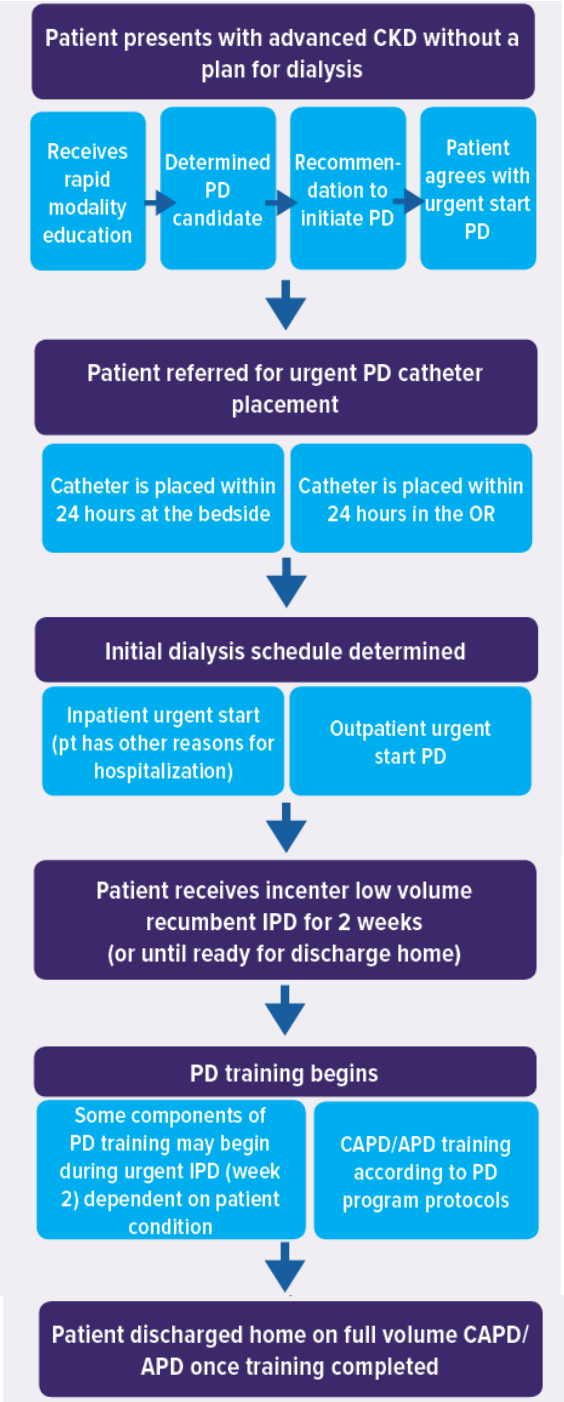 Patient presents with advanced CKD without a
plan for dialysis
Receives
rapid
modality
education
Determined
PD
candidate
Recommen-
dation to
initiate PD
Patient
agrees with
urgent start
PD
Patient referred for urgent PD catheter
placement
Catheter is placed within
24 hours at the bedside
Catheter is placed within
24 hours in the OR
Initial dialysis schedule determined
Inpatient urgent start
(pt has other reasons for
hospitalization)
Outpatient urgent
start PD
Patient receives incenter low volume
recumbent IPD for 2 weeks
(or until ready for discharge home)
PD training begins
Some components of
PD training may begin
during urgent IPD (week
2) dependent on patient
condition
CAPD/APD training
according to PD
program protocols
Patient discharged home on full volume CAPD/
APD once training completed